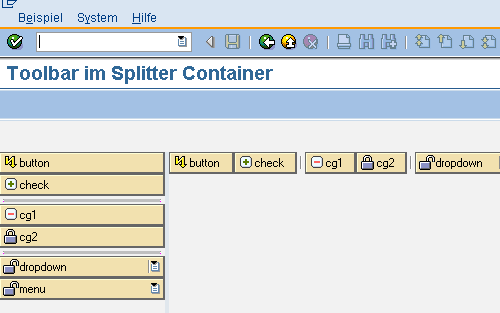 Beispiel System Hilfe
Toolbar im Splitter Container
button
check
cg1
cg2
dropdown
menu
button check cg1 cg2 dropdown